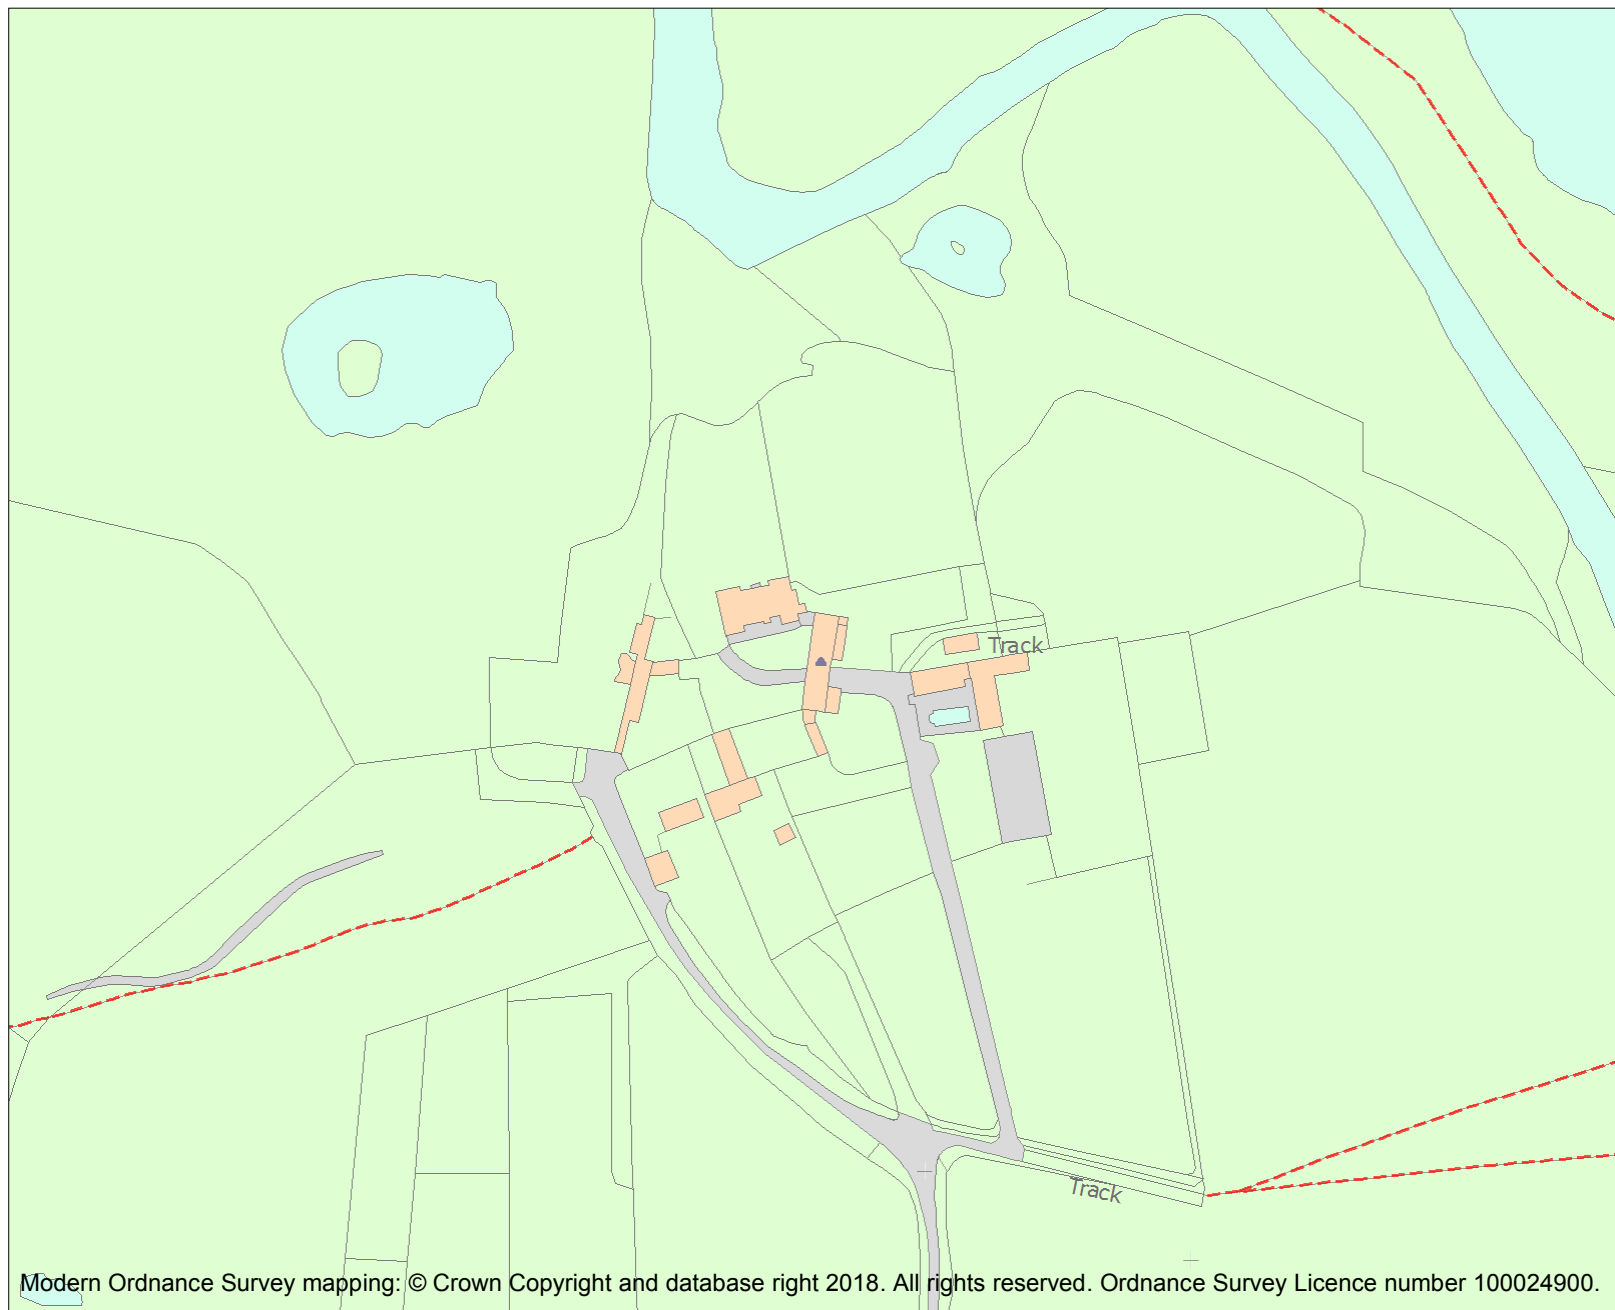 Track
Track
Modern Ordnance Survey mapping: © Crown Copyright and database right 2018. All rights reserved. Ordnance Survey Licence number 100024900.